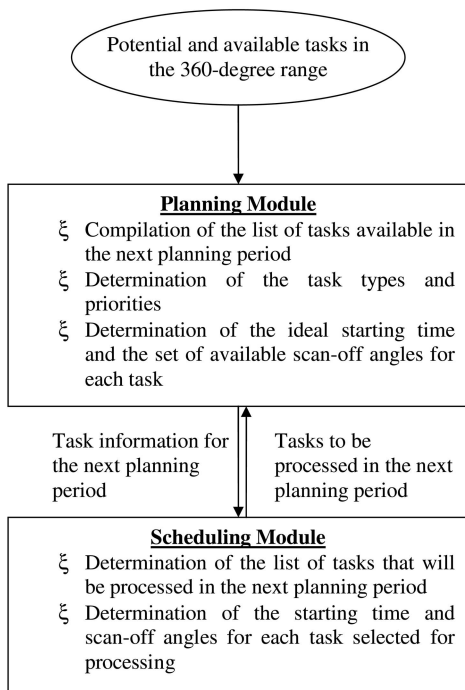 Potential and available tasks in
the 360-degree range
Planning Module
ξ Compilation of the list of tasks available in
the next planning period
ξ Determination of the task types and
priorities
ξ Determination of the ideal starting time
and the set of available scan-off angles for
each task
Task information for
the next planning
period
Tasks to be
processed in the next
planning period
Scheduling Module
ξ Determination of the list of tasks that will
be processed in the next planning period
ξ Determination of the starting time and
scan-off angles for each task selected for
processing